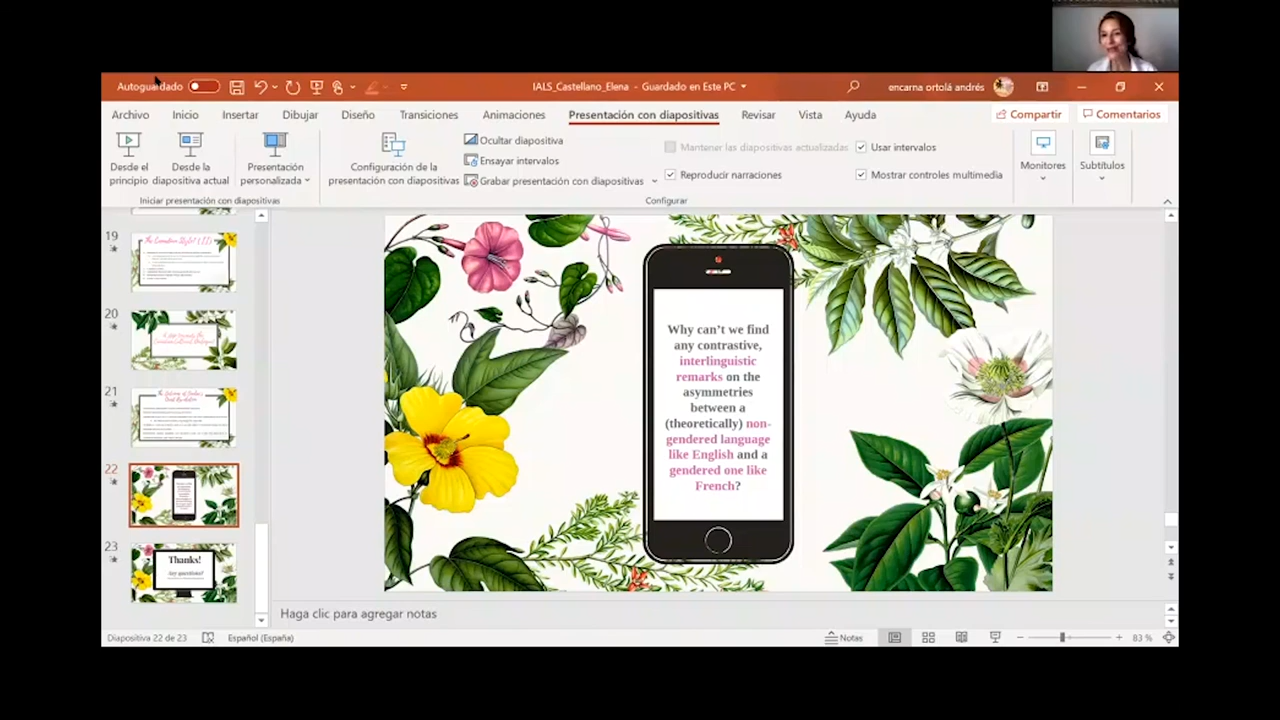 Autoguardado
IALS_Castellano_Elena - Guardado en Este PC
encarna ortolá andrés
Archivo Inicio Insertar Dibujar Diseño Transiciones Animaciones Presentación con diapositivas Revisar Vista Ayuda
Compartir Comentarios
Desde el principio
Desde la diapositiva actual
Presentación personalizada
Iniciar presentación con diapositivas
Configuración de la presentación con diapositivas
Ocultar diapositiva
Ensayar intervalos
Grabar presentación con diapositivas
Mantener las diapositivas actualizadas
Reproducir narraciones
Usar intervalos
Mostrar controles multimedia
Configurar
Monitores
Subtítulos
19
20
21
22
23
Thanks!
Any questions?
Why can’t we find
any contrastive,
interlinguistic
remarks on the
asymmetries
between a
(theoretically) non-
gendered language
like English and a
gendered one like
French?
Haga clic para agregar notas
Diapositiva 22 de 23
Español (España)
Notas
83 %